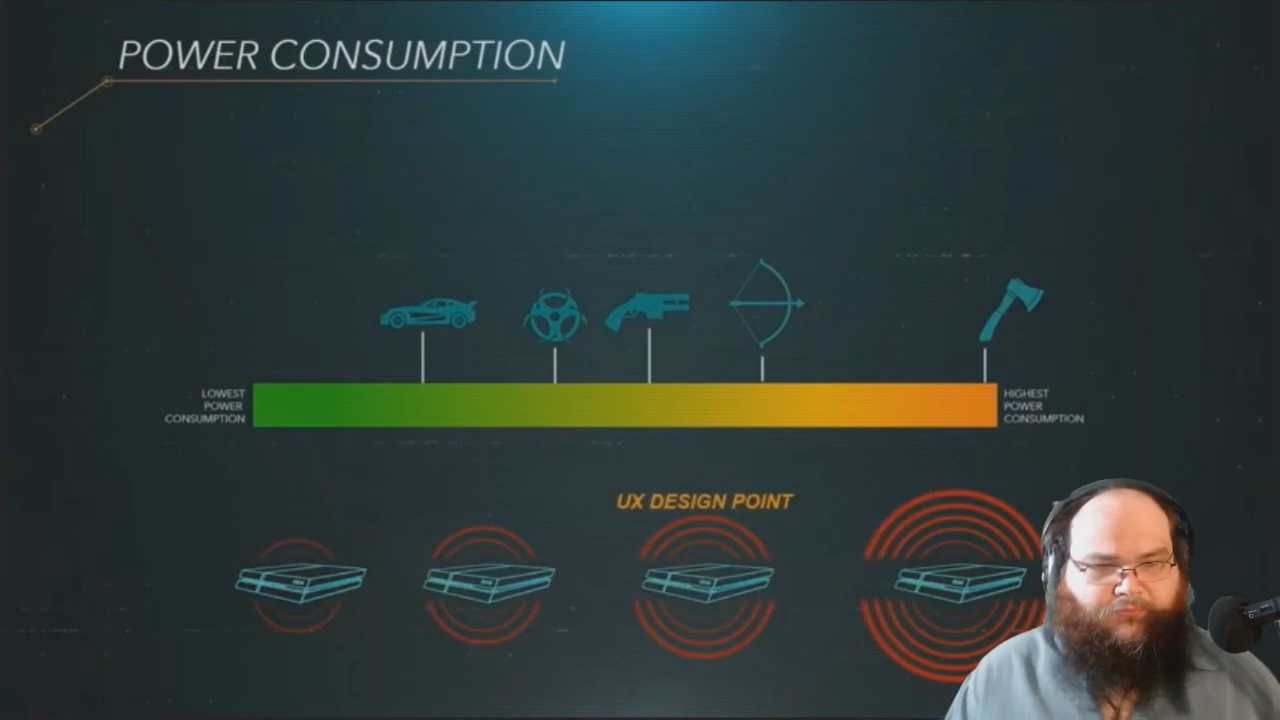 POWER CONSUMPTION
LOWEST
POWER
CONSUMPTION
HIGHEST
POWER
CONSUMPTION
UX DESIGN POINT